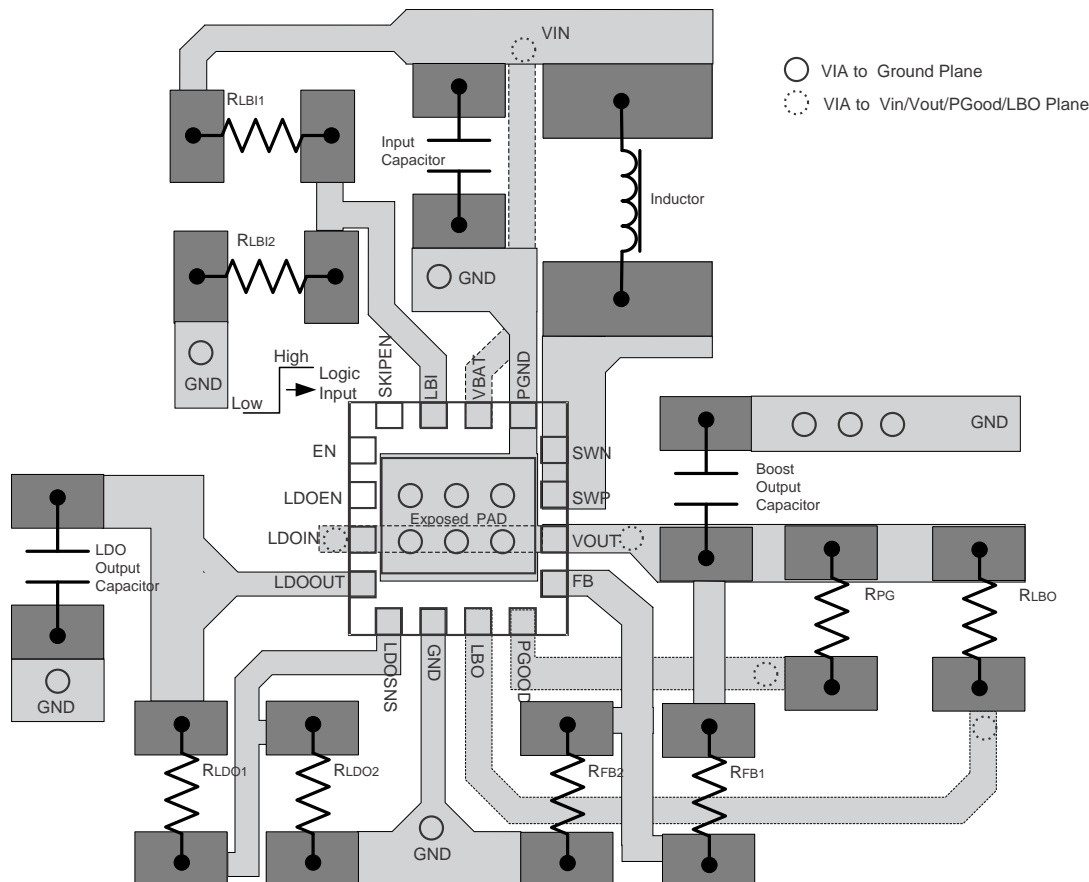 VIN
VIA to Ground Plane
VIA to Vin/Vout/PGood/LBO Plane
RLBI1
Input
Capacitor
Inductor
RLBI2
GND
GND
High
Logic
Input
Low
SKIPEN
LBI
VBAT
PGND
EN
LDOEN
LDOIN
LDOOUT
SWN
SWP
VOUT
FB
Exposed PAD
GND
Boost
Output
Capacitor
LDO
Output
Capacitor
GND
RPG
RLBO
LDOSNS
GND
LBO
PGOOD
RLDO1
RLDO2
RFB2
RFB1
GND